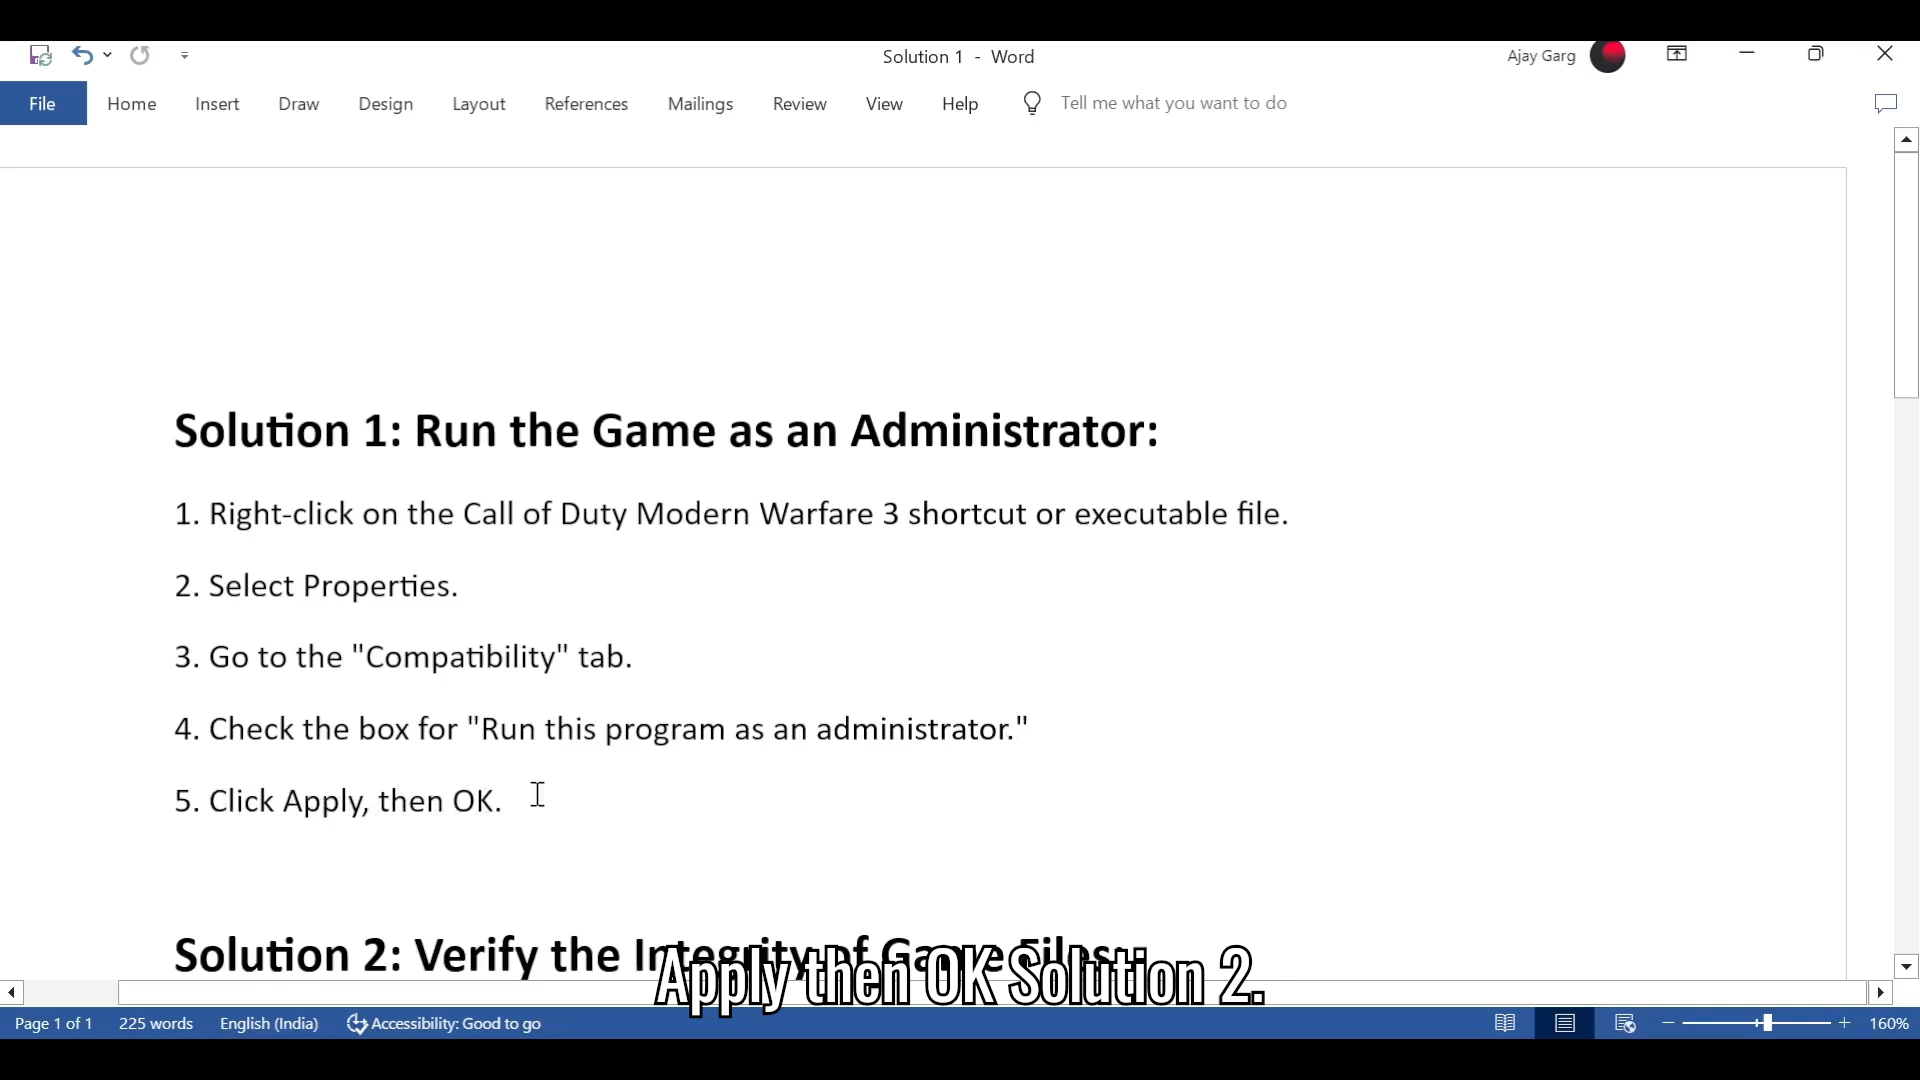 Solution 1 - Word
Ajay Garg
File Home Insert Draw Design Layout References Mailings Review View Help Tell me what you want to do
Solution 1: Run the Game as an Administrator:
1. Right-click on the Call of Duty Modern Warfare 3 shortcut or executable file.
2. Select Properties.
3. Go to the "Compatibility" tab.
4. Check the box for "Run this program as an administrator."
5. Click Apply, then OK.
Solution 2: Verify the Integrity of Game Files:
Apply then OK Solution 2.
Page 1 of 1 225 words English (India) Accessibility: Good to go 160%